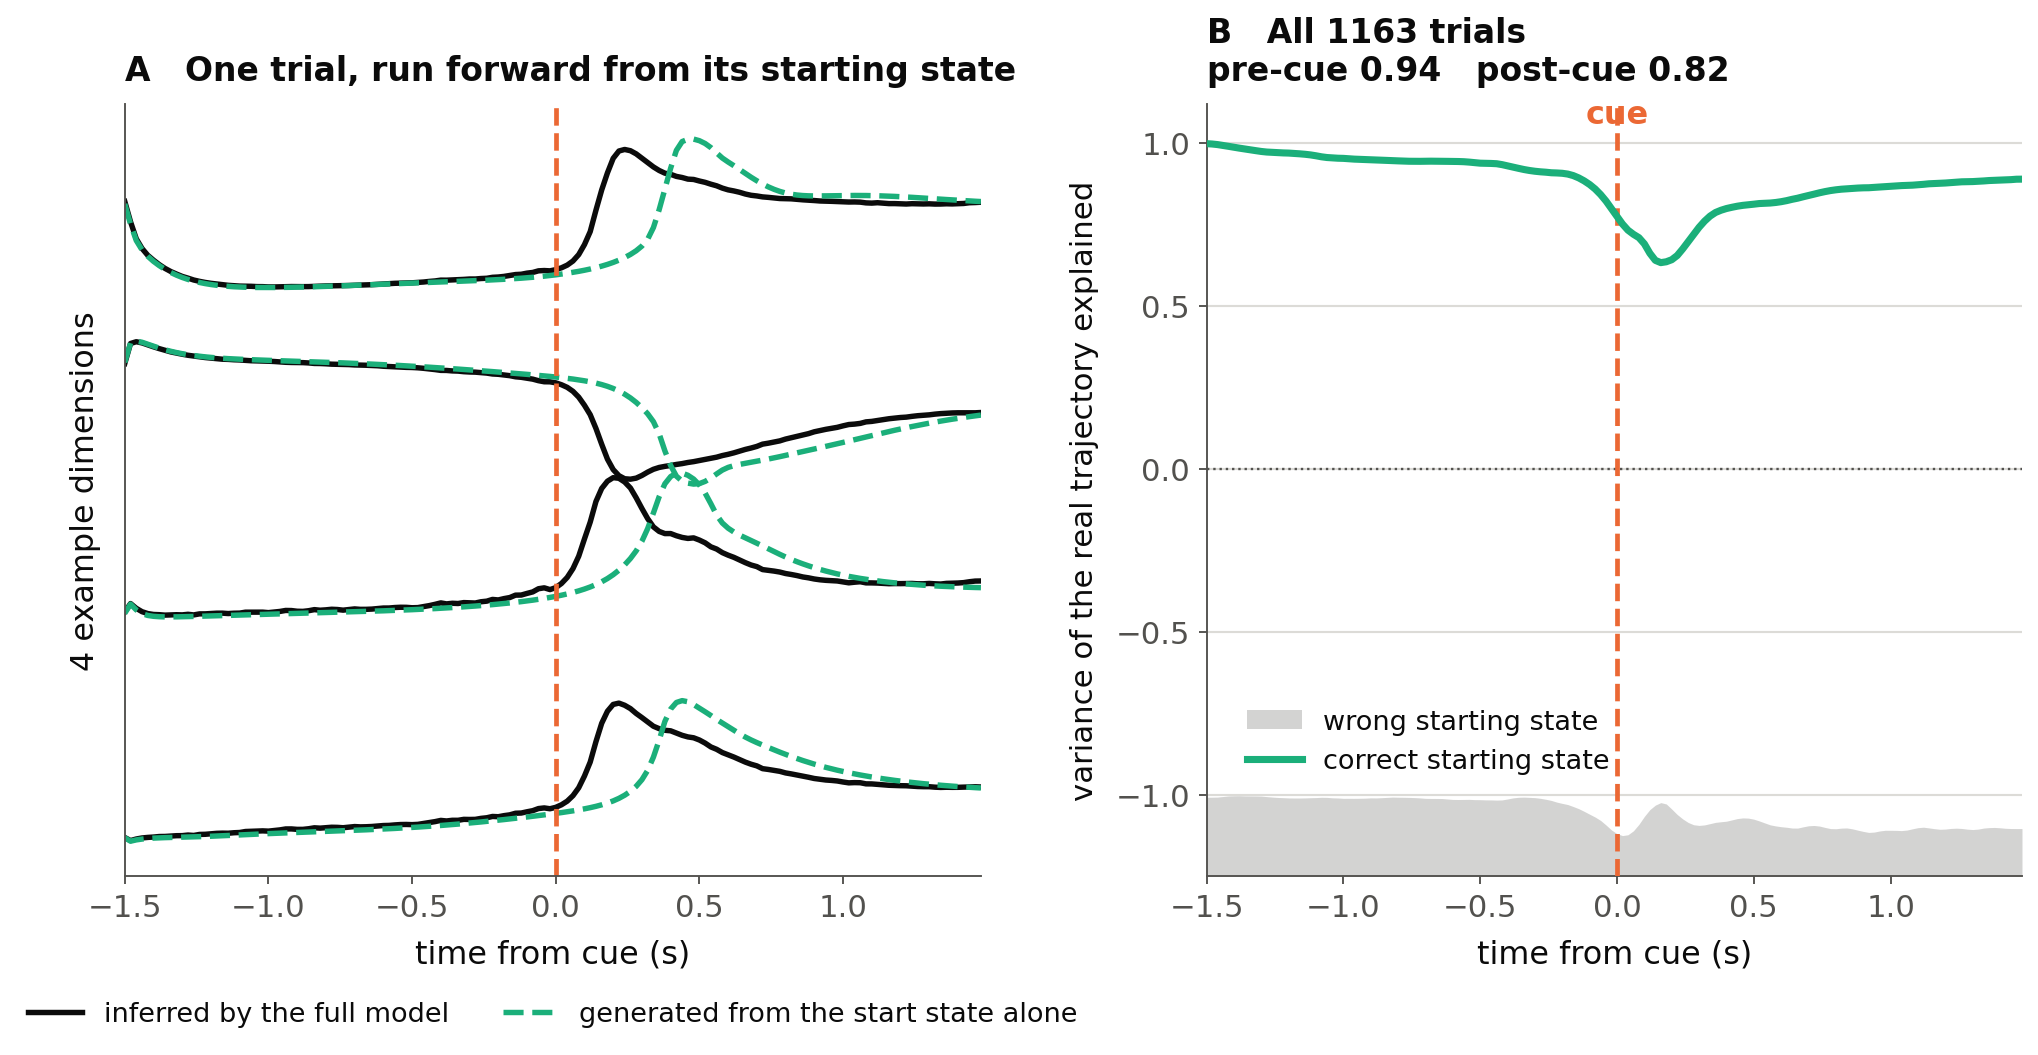 A One trial, run forward from its starting state
4 example dimensions
−1.5 −1.0 −0.5 0.0 0.5 1.0
time from cue (s)
inferred by the full model
generated from the start state alone
B All 1163 trials
pre-cue 0.94 post-cue 0.82
cue
variance of the real trajectory explained
1.0
0.5
0.0
−0.5
−1.0
wrong starting state
correct starting state
−1.5 −1.0 −0.5 0.0 0.5 1.0
time from cue (s)